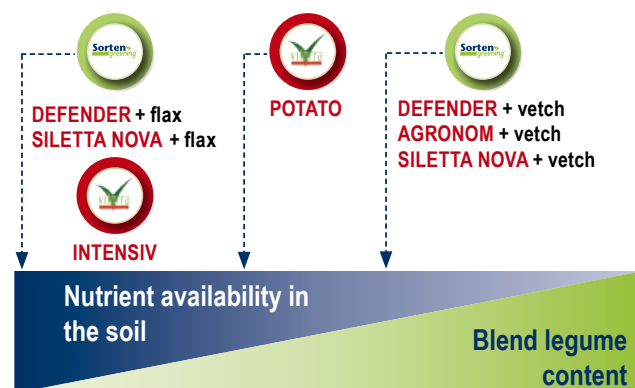 Sorten
greening
DEFENDER + flax
SILETTA NOVA + flax
INTENSIV
POTATO
Sorten
greening
DEFENDER + vetch
AGRONOM + vetch
SILETTA NOVA + vetch
Nutrient availability in
the soil
Blend legume
content